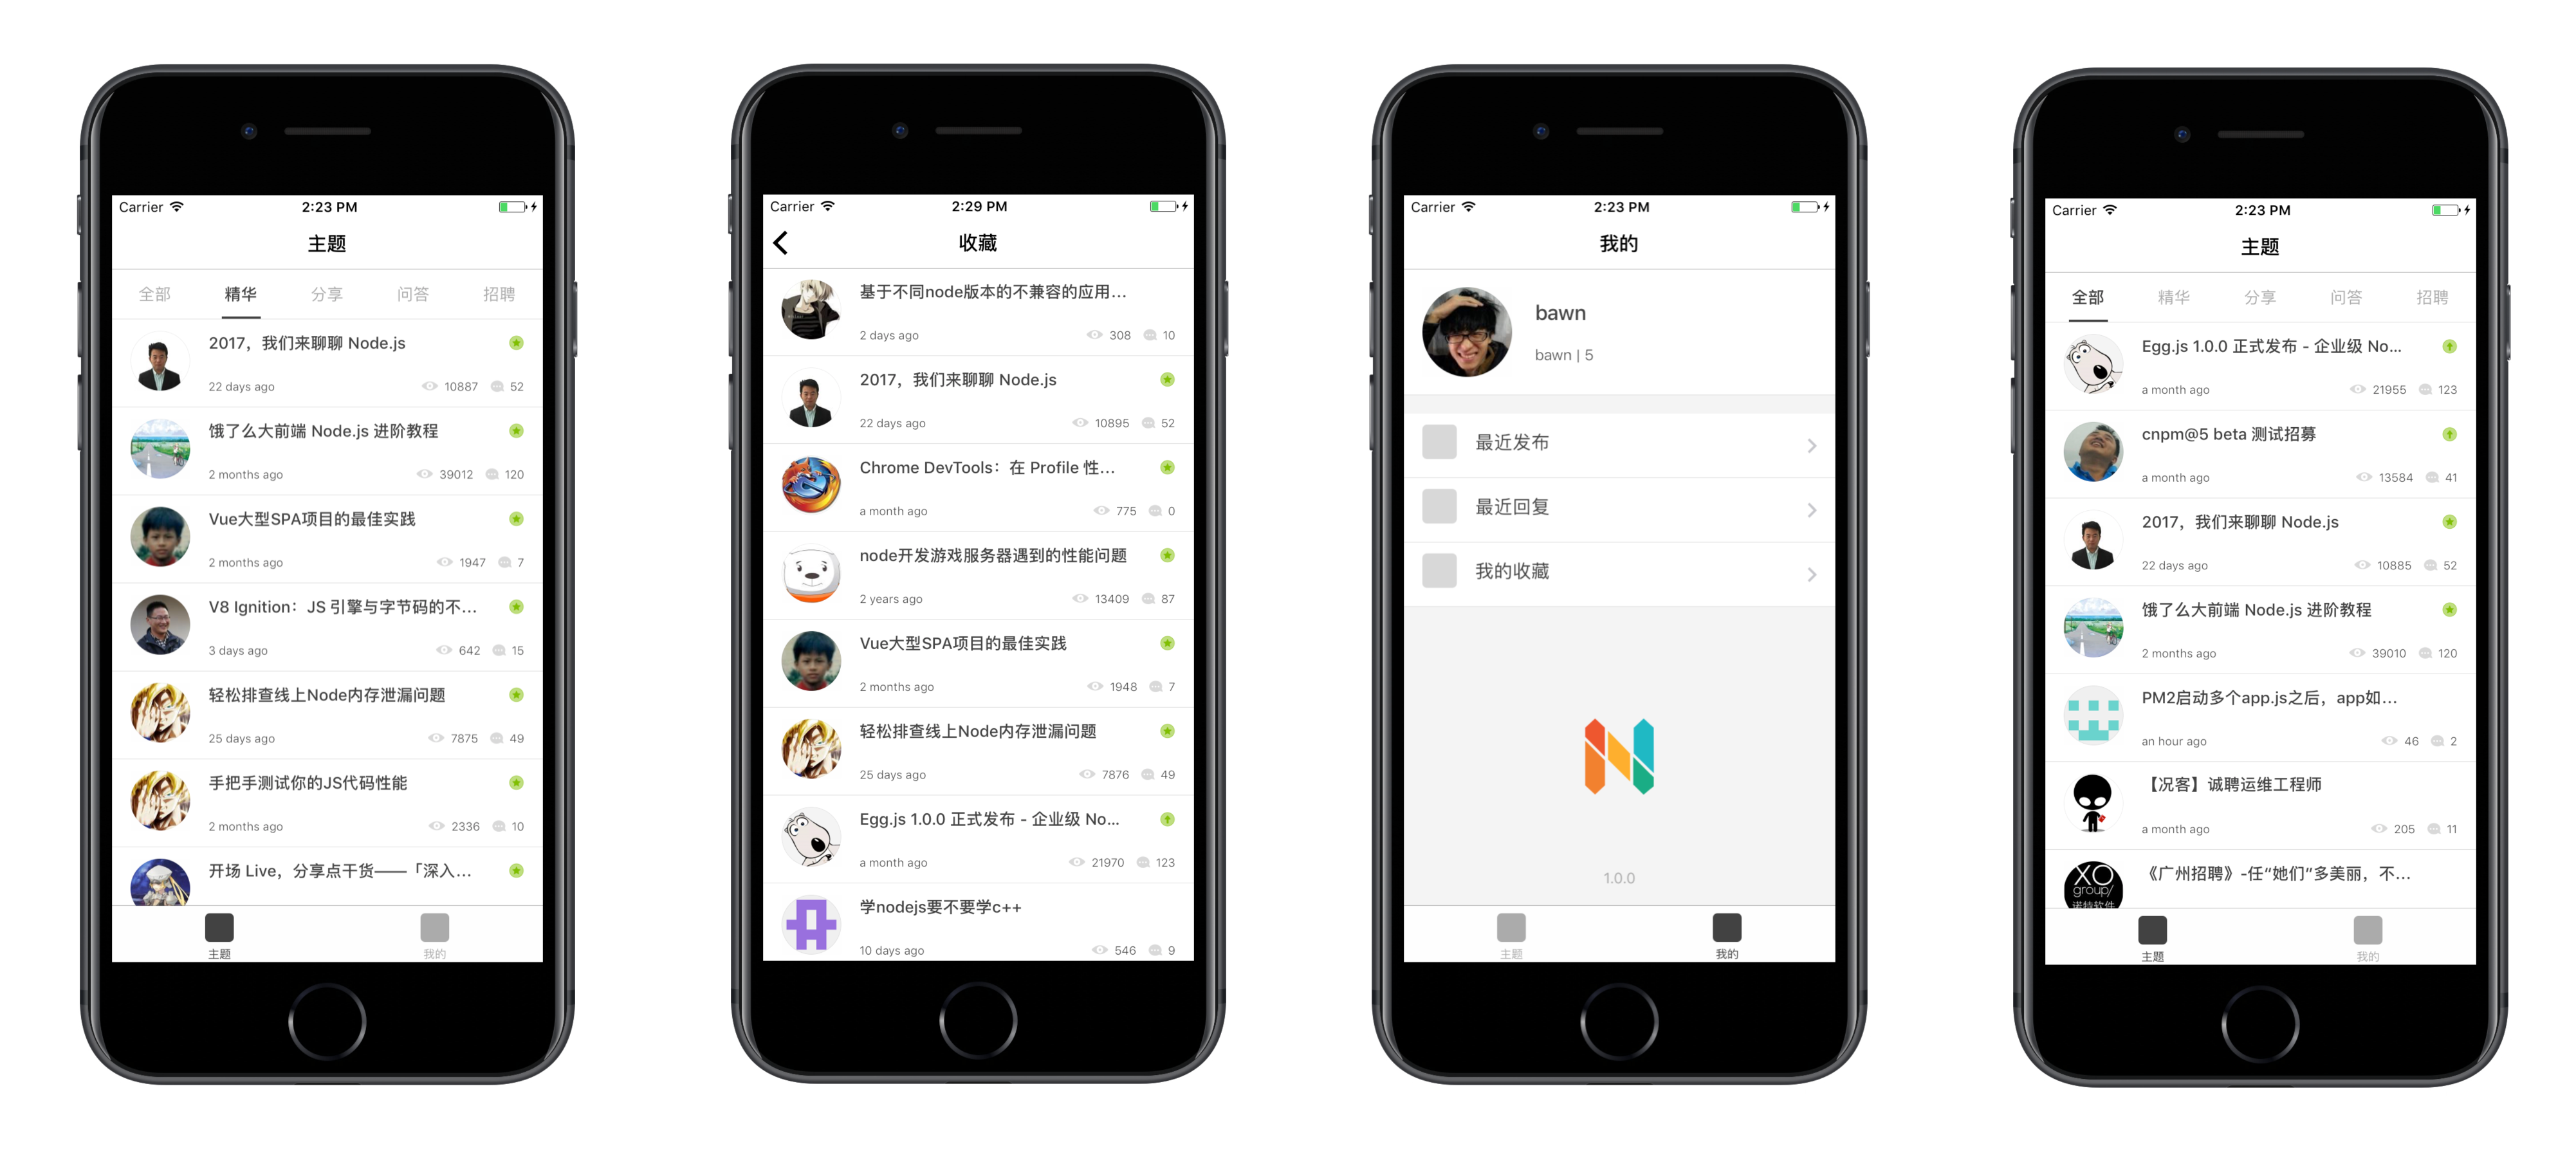 Carrier 2:23 PM
主题
全部 精华 分享 问答 招聘
2017，我们来聊聊 Node.js
22 days ago 10887 52
饿了么大前端 Node.js 进阶教程
2 months ago 39012 120
Vue大型SPA项目的最佳实践
2 months ago 1947 7
V8 Ignition：JS 引擎与字节码的不...
3 days ago 642 15
轻松排查线上Node内存泄漏问题
25 days ago 7875 49
手把手测试你的JS代码性能
2 months ago 2336 10
开场 Live，分享点干货——「深入...
主题 我的
Carrier 2:29 PM
收藏
基于不同node版本的不兼容的应用...
2 days ago 308 10
2017，我们来聊聊 Node.js
22 days ago 10895 52
Chrome DevTools：在 Profile 性...
a month ago 775 0
node开发游戏服务器遇到的性能问题
2 years ago 13409 87
Vue大型SPA项目的最佳实践
2 months ago 1948 7
轻松排查线上Node内存泄漏问题
25 days ago 7876 49
Egg.js 1.0.0 正式发布 - 企业级 No...
a month ago 21970 123
学nodejs要不要学c++
10 days ago 546 9
Carrier 2:23 PM
我的
bawn
bawn | 5
最近发布
最近回复
我的收藏
1.0.0
主题 我的
Carrier 2:23 PM
主题
全部 精华 分享 问答 招聘
Egg.js 1.0.0 正式发布 - 企业级 No...
a month ago 21955 123
cnpm@5 beta 测试招募
a month ago 13584 41
2017，我们来聊聊 Node.js
22 days ago 10885 52
饿了么大前端 Node.js 进阶教程
2 months ago 39010 120
PM2启动多个app.js之后，app如...
an hour ago 46 2
【况客】诚聘运维工程师
a month ago 205 11
《广州招聘》-任“她们”多美丽，不...
XO
group/
诺特软件
主题 我的